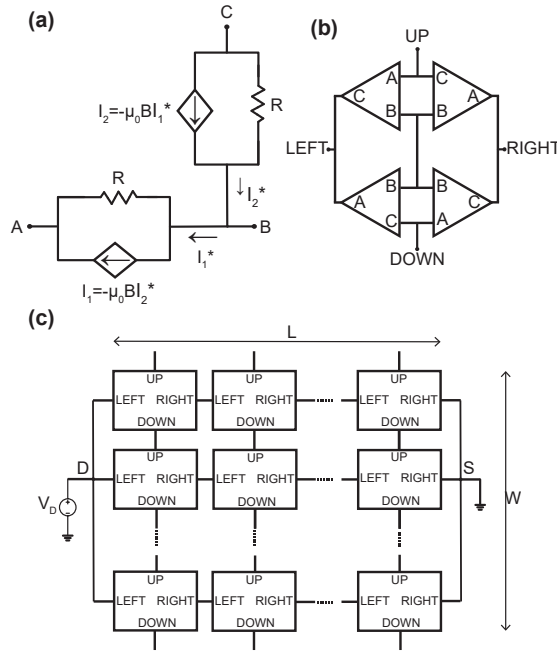 (a)
C
I₂=-μ₀BI₁*
R
↓I₂*
R
A
B
I₁*
I₁=-μ₀BI₂*
(b)
UP
A
C
C
A
B
B
LEFT
RIGHT
B
B
A
C
C
A
DOWN
(c)
L
UP
UP
UP
LEFT RIGHT
LEFT RIGHT
LEFT RIGHT
DOWN
DOWN
DOWN
D
UP
UP
UP
S
LEFT RIGHT
LEFT RIGHT
LEFT RIGHT
W
V_D
DOWN
DOWN
DOWN
UP
UP
UP
LEFT RIGHT
LEFT RIGHT
LEFT RIGHT
DOWN
DOWN
DOWN